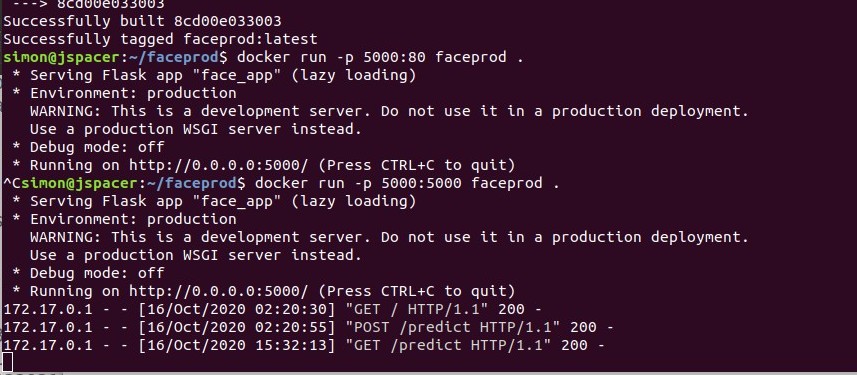 ---> 8cd00e033003
Successfully built 8cd00e033003
Successfully tagged faceprod:latest
simon@jspacer:~/faceprod$ docker run -p 5000:80 faceprod .
* Serving Flask app "face_app" (lazy loading)
* Environment: production
WARNING: This is a development server. Do not use it in a production deployment.
Use a production WSGI server instead.
* Debug mode: off
* Running on http://0.0.0.0:5000/ (Press CTRL+C to quit)
^Csimon@jspacer:~/faceprod$ docker run -p 5000:5000 faceprod .
* Serving Flask app "face_app" (lazy loading)
* Environment: production
WARNING: This is a development server. Do not use it in a production deployment.
Use a production WSGI server instead.
* Debug mode: off
* Running on http://0.0.0.0:5000/ (Press CTRL+C to quit)
172.17.0.1 - - [16/Oct/2020 02:20:30] "GET / HTTP/1.1" 200 -
172.17.0.1 - - [16/Oct/2020 02:20:55] "POST /predict HTTP/1.1" 200 -
172.17.0.1 - - [16/Oct/2020 15:32:13] "GET /predict HTTP/1.1" 200 -